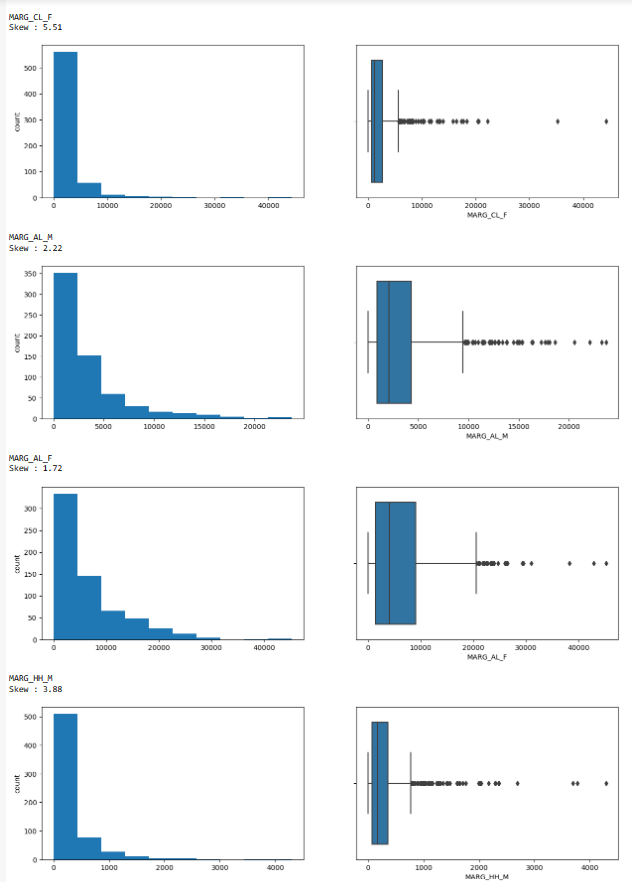 MARG_CL_F
Skew : 5.51
500
400
300
200
100
0
count
0 10000 20000 30000 40000
0 10000 20000 30000 40000
MARG_CL_F
MARG_AL_M
Skew : 2.22
350
300
250
200
150
100
50
0
count
0 5000 10000 15000 20000
0 5000 10000 15000 20000
MARG_AL_M
MARG_AL_F
Skew : 1.72
300
250
200
150
100
50
0
count
0 10000 20000 30000 40000
0 10000 20000 30000 40000
MARG_AL_F
MARG_HH_M
Skew : 3.88
500
400
300
200
100
0
count
0 1000 2000 3000 4000
0 1000 2000 3000 4000
MARG_HH_M